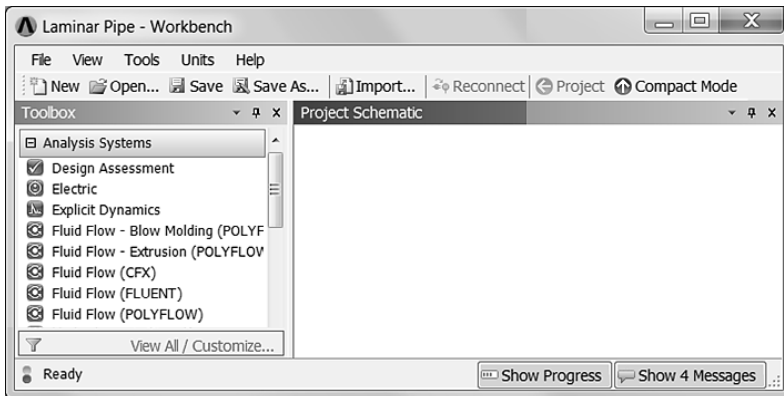 Laminar Pipe - Workbench
File View Tools Units Help
New Open... Save Save As... Import... Reconnect Project Compact Mode
Toolbox
Project Schematic
Analysis Systems
Design Assessment
Electric
Explicit Dynamics
Fluid Flow - Blow Molding (POLYF
Fluid Flow - Extrusion (POLYFLOW
Fluid Flow (CFX)
Fluid Flow (FLUENT)
Fluid Flow (POLYFLOW)
View All / Customize...
Ready
Show Progress Show 4 Messages